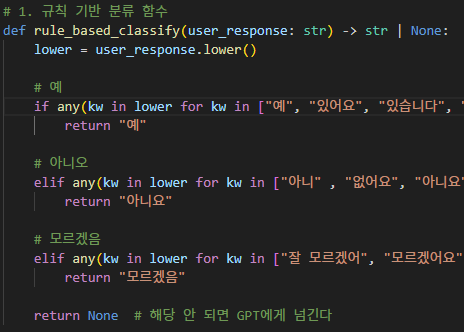 # 1. 규칙 기반 분류 함수
def rule_based_classify(user_response: str) -> str | None:
    lower = user_response.lower()

    # 예
    if any(kw in lower for kw in ["예", "있어요", "있습니다", "
        return "예"

    # 아니오
    elif any(kw in lower for kw in ["아니" , "없어요", "아니요"
        return "아니요"

    # 모르겠음
    elif any(kw in lower for kw in ["잘 모르겠어", "모르겠어요"
        return "모르겠음"

    return None  # 해당 안 되면 GPT에게 넘긴다